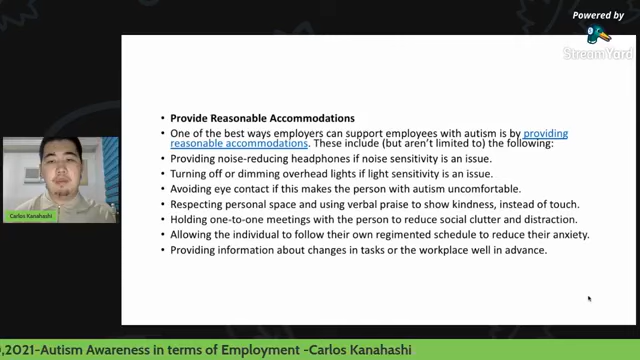 Powered by
StreamYard
• Provide Reasonable Accommodations
• One of the best ways employers can support employees with autism is by providing
reasonable accommodations. These include (but aren't limited to) the following:
• Providing noise-reducing headphones if noise sensitivity is an issue.
• Turning off or dimming overhead lights if light sensitivity is an issue.
• Avoiding eye contact if this makes the person with autism uncomfortable.
• Respecting personal space and using verbal praise to show kindness, instead of touch.
• Holding one-to-one meetings with the person to reduce social clutter and distraction.
• Allowing the individual to follow their own regimented schedule to reduce their anxiety.
• Providing information about changes in tasks or the workplace well in advance.
Carlos Kanahashi
,2021-Autism Awareness in terms of Employment -Carlos Kanahashi